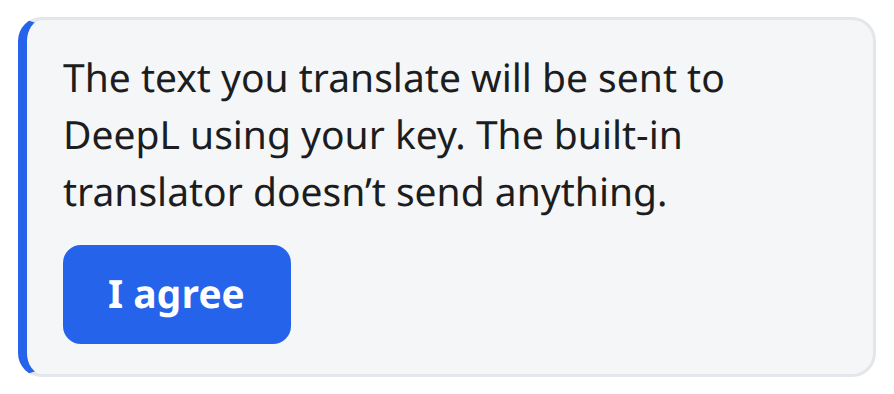 The text you translate will be sent to
DeepL using your key. The built-in
translator doesn’t send anything.
I agree